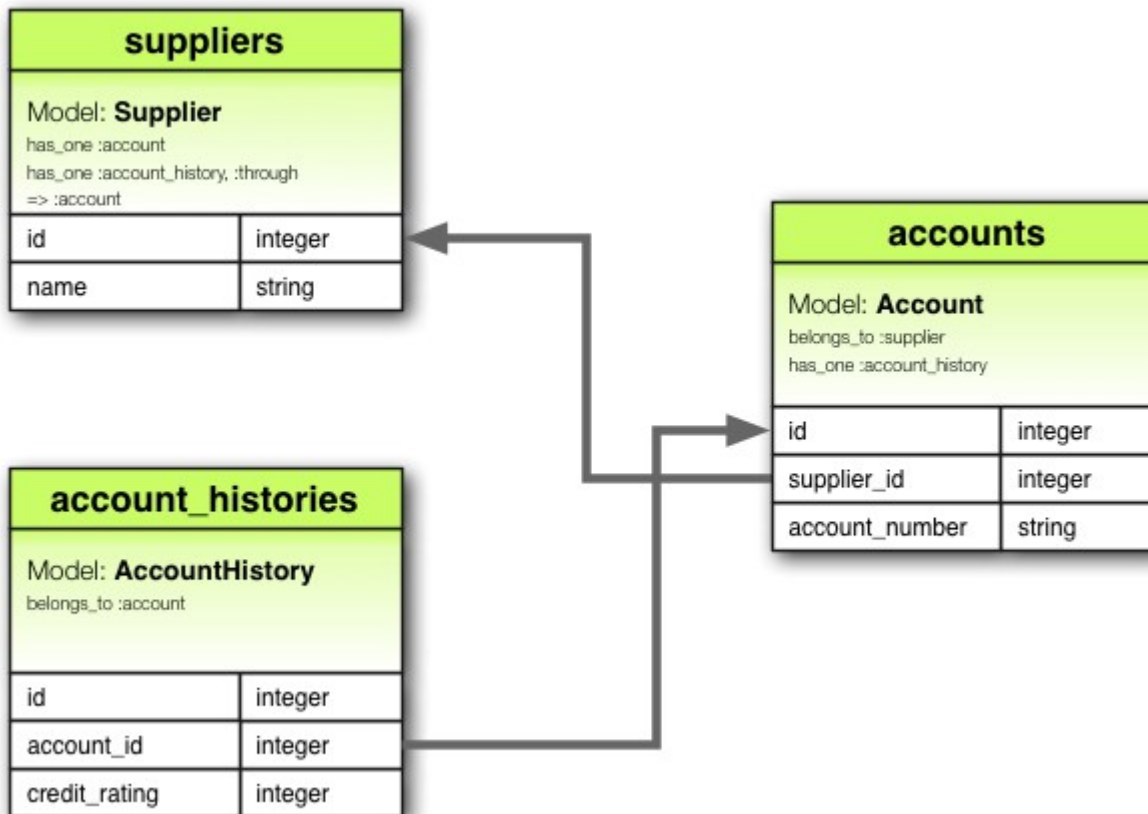 suppliers
Model: Supplier
has_one :account
has_one :account_history, :through
=> :account
id integer
name string
accounts
Model: Account
belongs_to :supplier
has_one :account_history
id integer
supplier_id integer
account_number string
account_histories
Model: AccountHistory
belongs_to :account
id integer
account_id integer
credit_rating integer